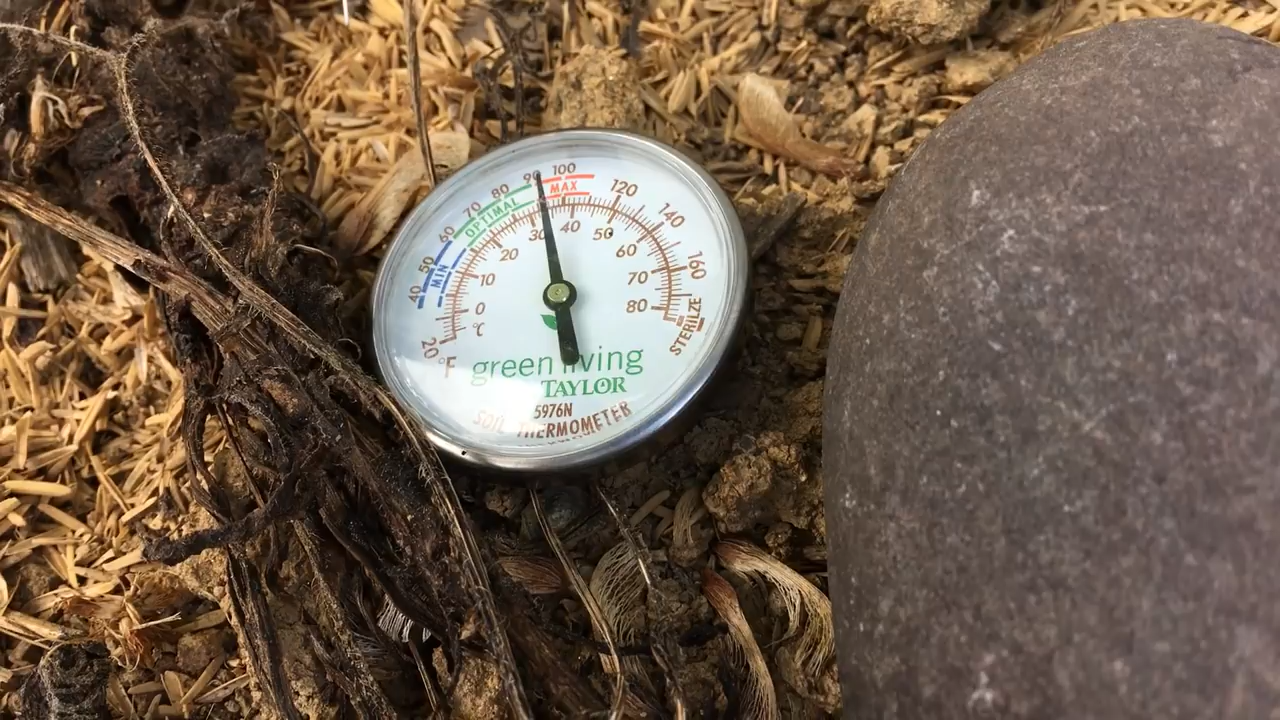 20 40 50 60 70 80 90 100 120 140 160
°F
MIN OPTIMAL MAX STERILZE
0 10 20 30 40 50 60 70 80
°C
green living
TAYLOR
5976N
SOIL THERMOMETER